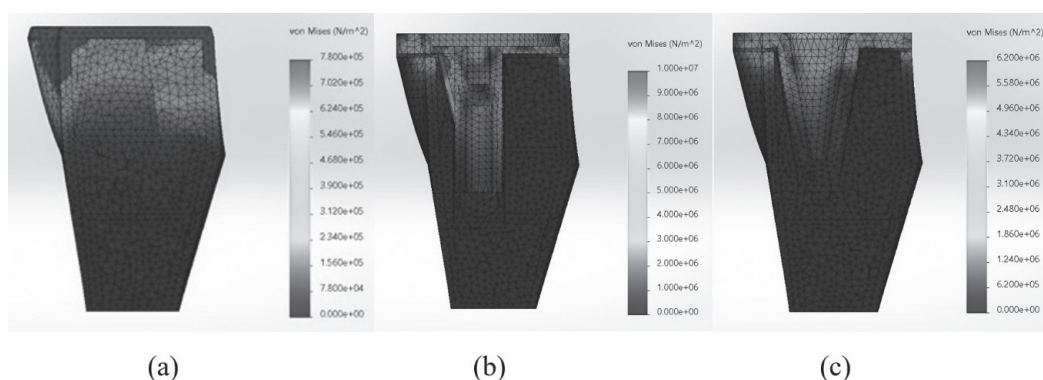 von Mises (N/m^2)
7.800e+05
7.020e+05
6.240e+05
5.460e+05
4.680e+05
3.900e+05
3.120e+05
2.340e+05
1.560e+05
7.800e+04
0.000e+00
von Mises (N/m^2)
1.000e+07
9.000e+06
8.000e+06
7.000e+06
6.000e+06
5.000e+06
4.000e+06
3.000e+06
2.000e+06
1.000e+06
0.000e+00
von Mises (N/m^2)
6.200e+06
5.580e+06
4.960e+06
4.340e+06
3.720e+06
3.100e+06
2.480e+06
1.860e+06
1.240e+06
6.200e+05
0.000e+00
(a)
(b)
(c)